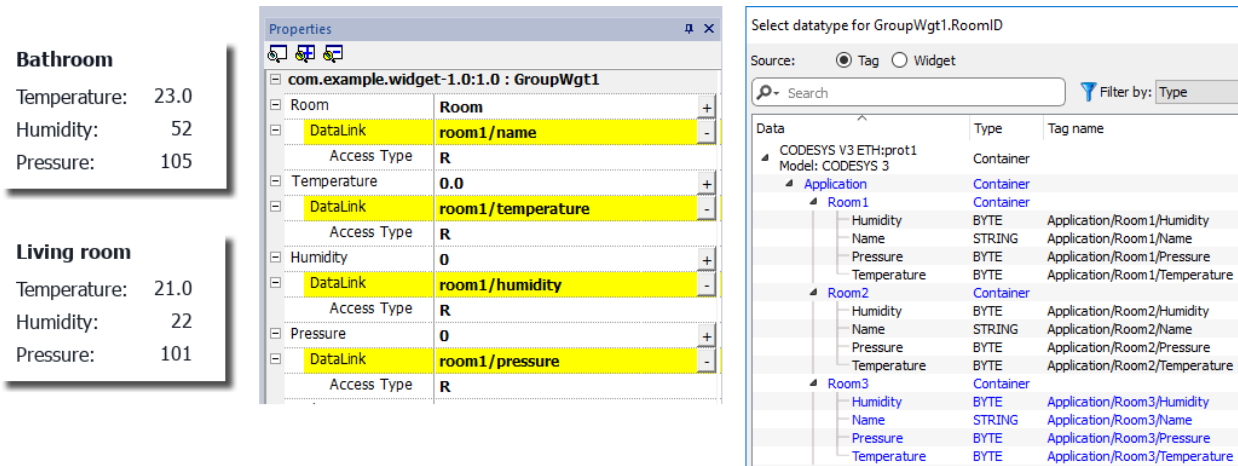 Bathroom
Temperature: 23.0
Humidity: 52
Pressure: 105
Living room
Temperature: 21.0
Humidity: 22
Pressure: 101
Properties
com.example.widget-1.0:1.0 : GroupWgt1
Room Room +
DataLink room1/name -
Access Type R
Temperature 0.0 +
DataLink room1/temperature -
Access Type R
Humidity 0 +
DataLink room1/humidity -
Access Type R
Pressure 0 +
DataLink room1/pressure -
Access Type R
Select datatype for GroupWgt1.RoomID
Source: Tag Widget
Search Filter by: Type
Data Type Tag name
CODESYS V3 ETH:prot1
Model: CODESYS 3 Container
Application Container
Room1 Container
Humidity BYTE Application/Room1/Humidity
Name STRING Application/Room1/Name
Pressure BYTE Application/Room1/Pressure
Temperature BYTE Application/Room1/Temperature
Room2 Container
Humidity BYTE Application/Room2/Humidity
Name STRING Application/Room2/Name
Pressure BYTE Application/Room2/Pressure
Temperature BYTE Application/Room2/Temperature
Room3 Container
Humidity BYTE Application/Room3/Humidity
Name STRING Application/Room3/Name
Pressure BYTE Application/Room3/Pressure
Temperature BYTE Application/Room3/Temperature